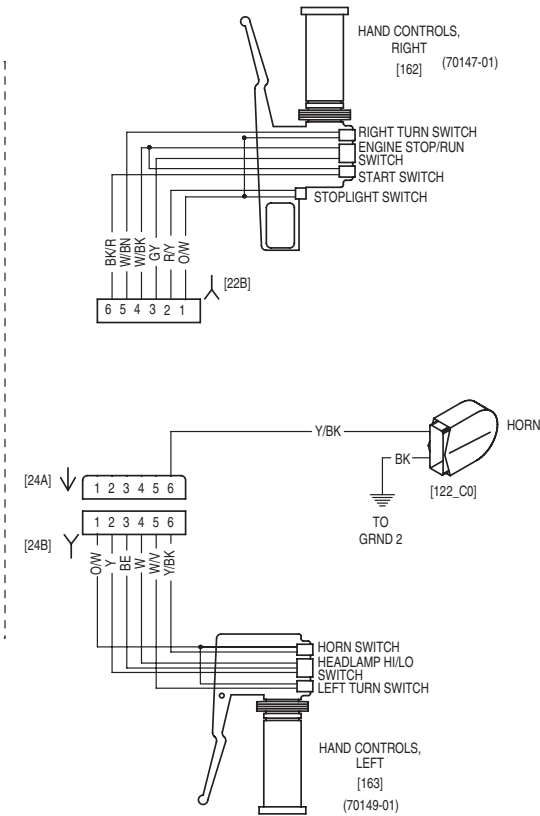 HAND CONTROLS,
RIGHT
[162] (70147-01)
RIGHT TURN SWITCH
ENGINE STOP/RUN
SWITCH
START SWITCH
STOPLIGHT SWITCH
BK/R
W/BN
W/BK
GY
R/Y
O/W
[22B]
6 5 4 3 2 1
Y/BK
HORN
BK
[122_C0]
TO
GRND 2
[24A]
1 2 3 4 5 6
1 2 3 4 5 6
[24B]
O/W
Y
BE
W
W/V
Y/BK
HORN SWITCH
HEADLAMP HI/LO
SWITCH
LEFT TURN SWITCH
HAND CONTROLS,
LEFT
[163]
(70149-01)